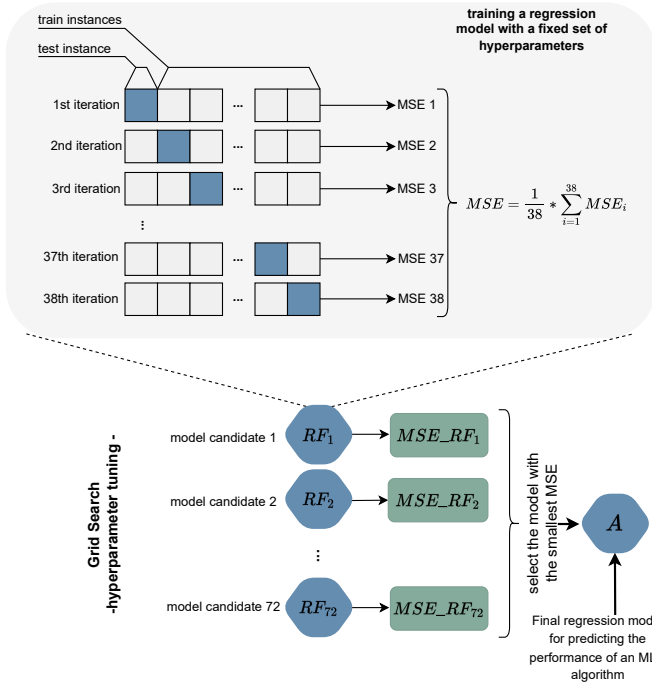 train instances
test instance
training a regression
model with a fixed set of
hyperparameters
1st iteration ... MSE 1
2nd iteration ... MSE 2
3rd iteration ... MSE 3
⋮
37th iteration ... MSE 37
38th iteration ... MSE 38
MSE = 1/38 * ∑_{i=1}^{38} MSE_i
Grid Search
-hyperparameter tuning -
model candidate 1 RF_1 MSE_RF_1
model candidate 2 RF_2 MSE_RF_2
⋮
model candidate 72 RF_72 MSE_RF_72
select the model with
the smallest MSE
A
Final regression mod
for predicting the
performance of an ML
algorithm